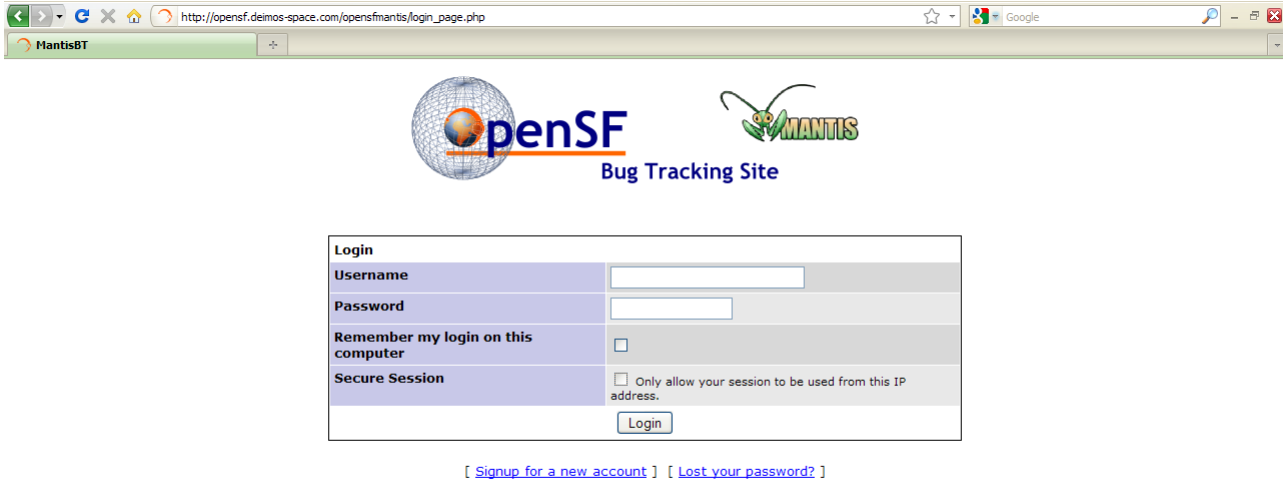 http://opensf.deimos-space.com/opensfmantis/login_page.php
Google
MantisBT
OpenSF
MANTIS
Bug Tracking Site
Login
Username
Password
Remember my login on this
computer
Secure Session
Only allow your session to be used from this IP
address.
Login
[ Signup for a new account ] [ Lost your password? ]